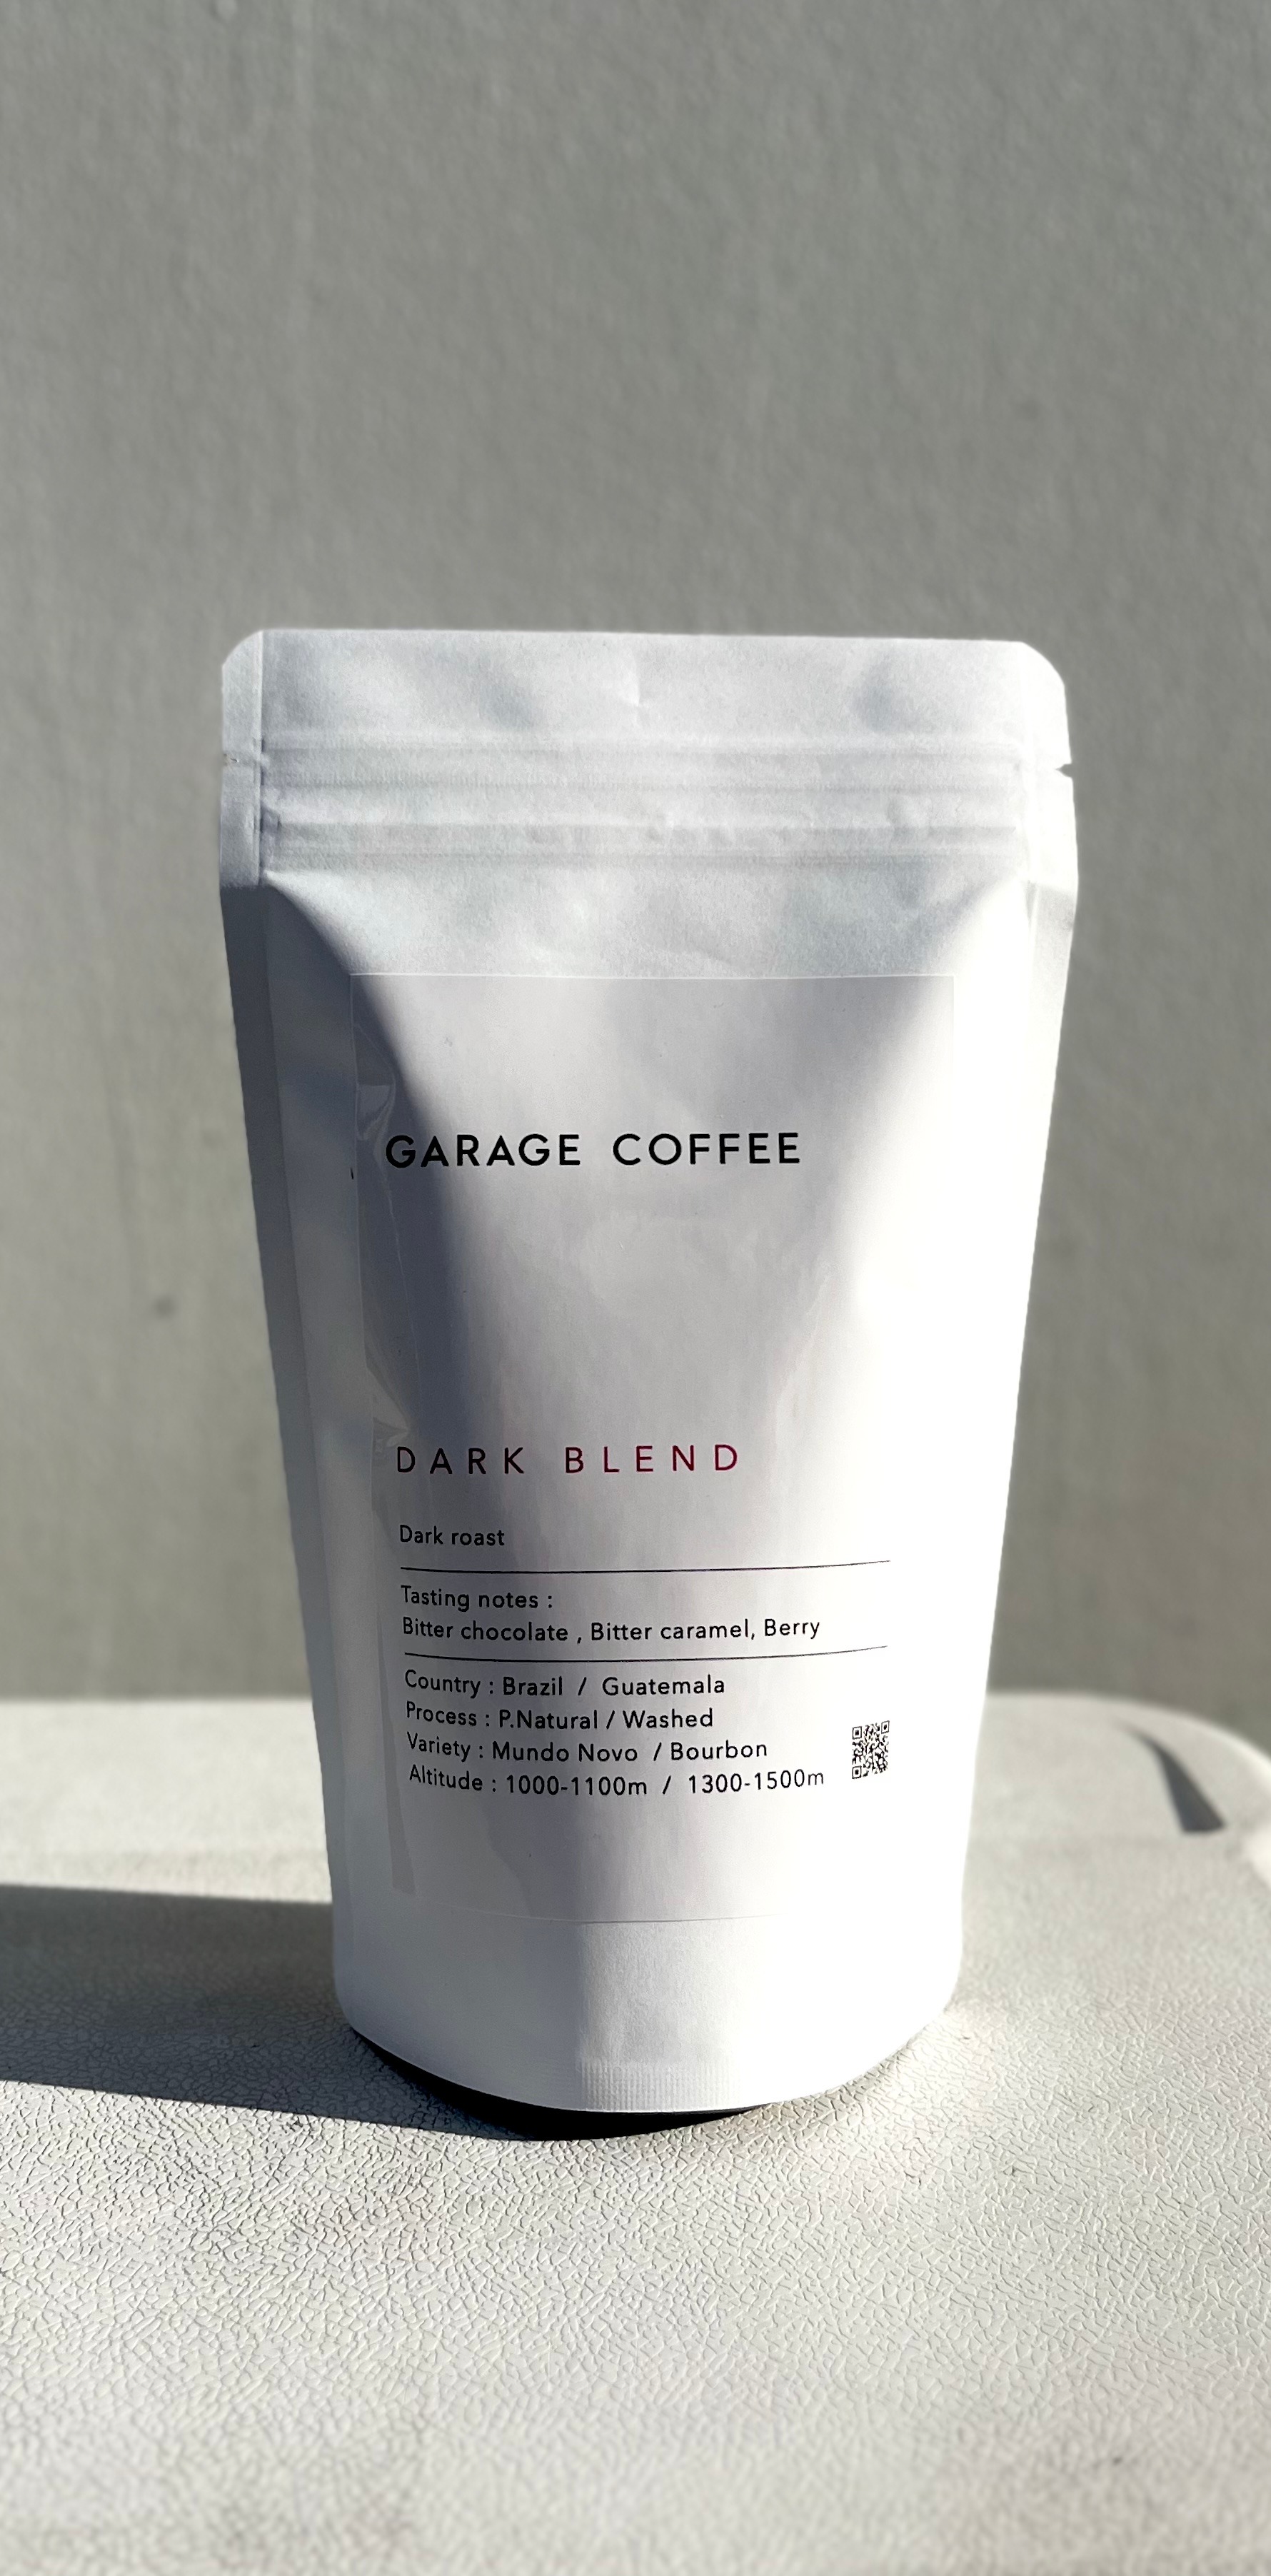 GARAGE COFFEE
DARK BLEND
Dark roast
Tasting notes :
Bitter chocolate , Bitter caramel, Berry
Country : Brazil / Guatemala
Process : P.Natural / Washed
Variety : Mundo Novo / Bourbon
Altitude : 1000-1100m / 1300-1500m